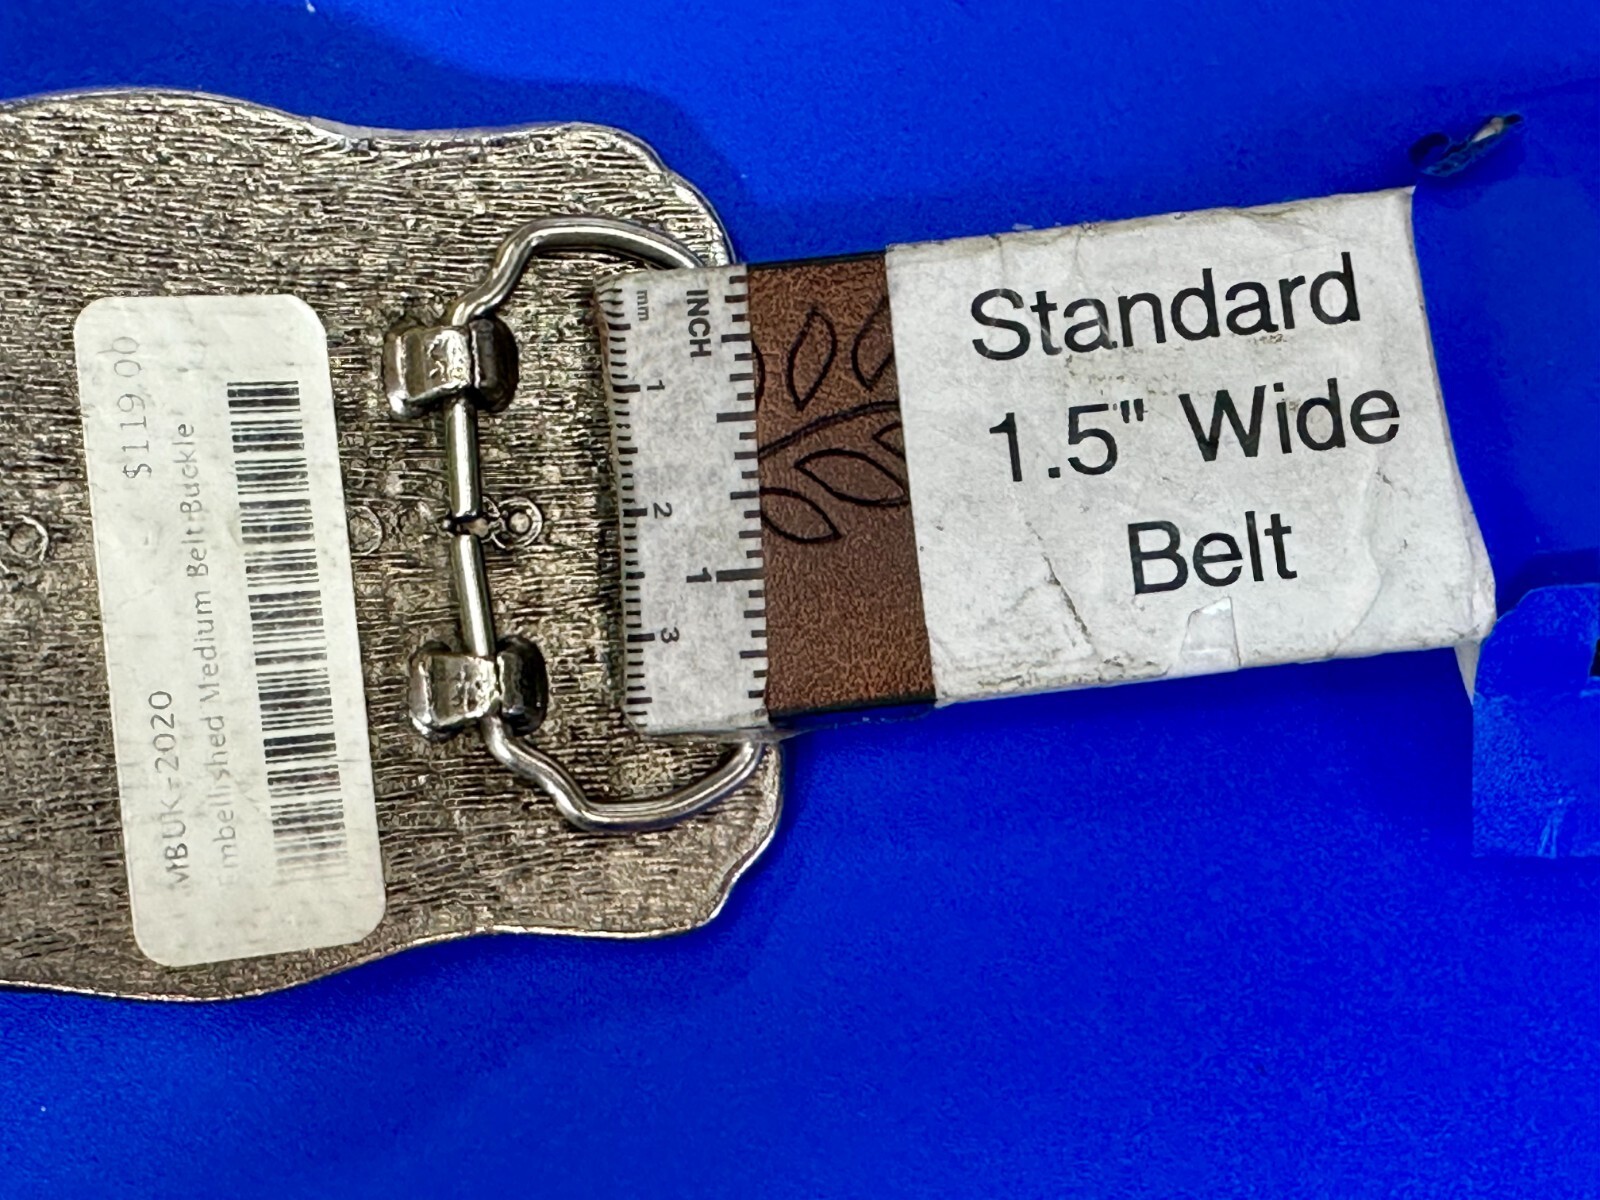 $119.00
MBUK-2020
Embellished Medium Belt Buckle
mm
INCH
1
2
3
1
Standard
1.5" Wide
Belt